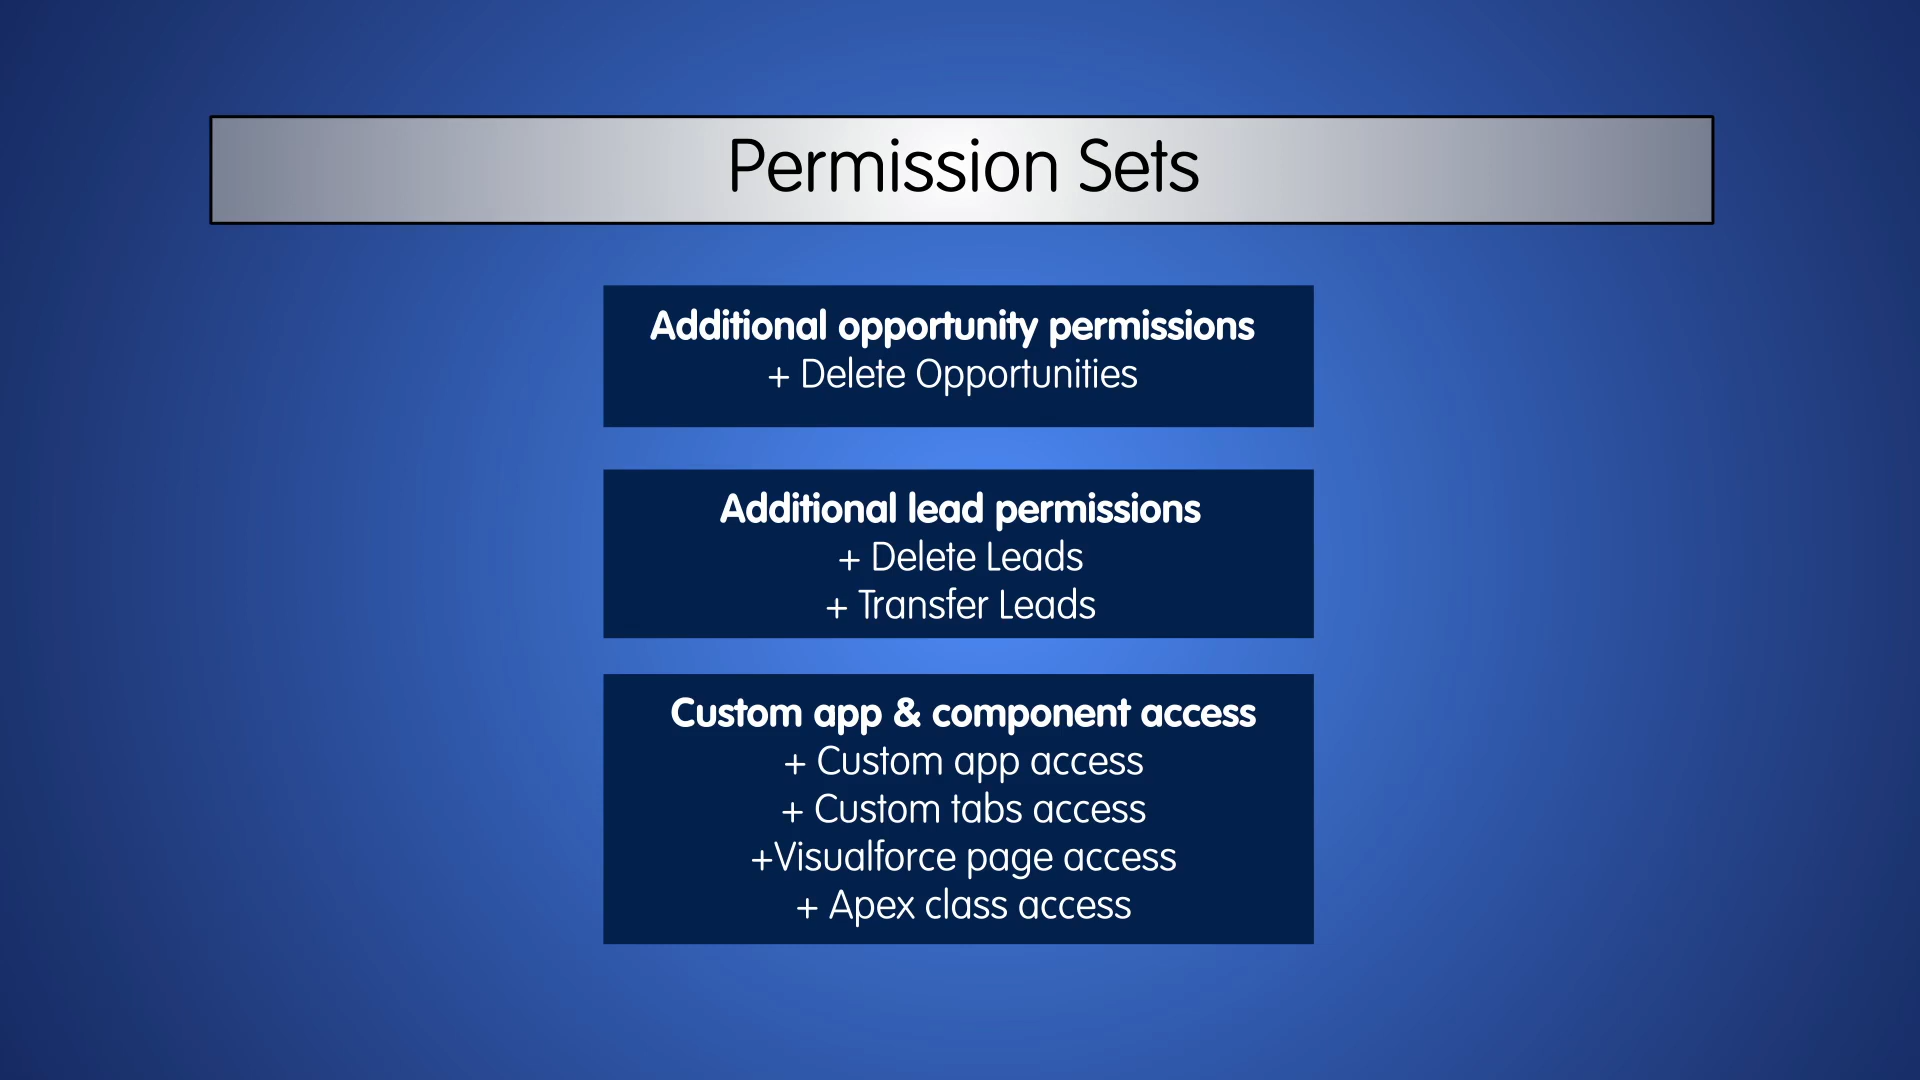 Permission Sets
Additional opportunity permissions
+ Delete Opportunities
Additional lead permissions
+ Delete Leads
+ Transfer Leads
Custom app & component access
+ Custom app access
+ Custom tabs access
+Visualforce page access
+ Apex class access